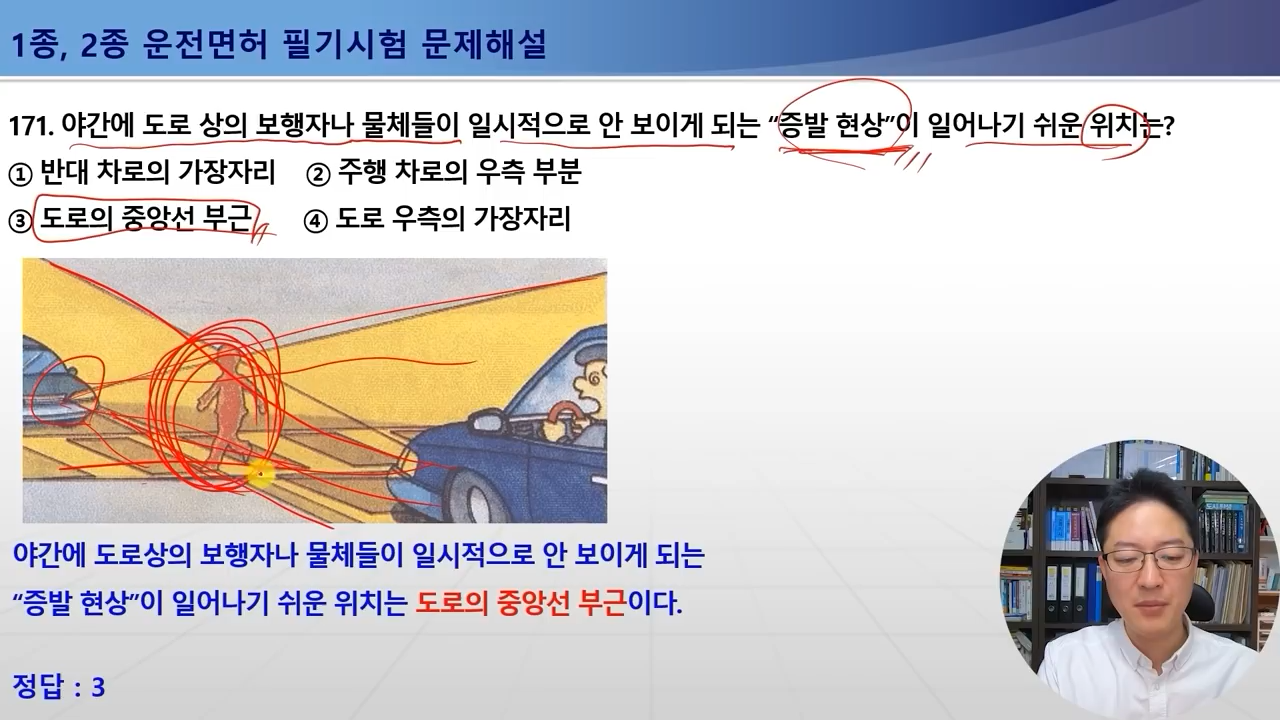 1종, 2종 운전면허 필기시험 문제해설
171. 야간에 도로 상의 보행자나 물체들이 일시적으로 안 보이게 되는 “증발 현상”이 일어나기 쉬운 위치는?
① 반대 차로의 가장자리 ② 주행 차로의 우측 부분
③ 도로의 중앙선 부근 ④ 도로 우측의 가장자리
야간에 도로상의 보행자나 물체들이 일시적으로 안 보이게 되는
“증발 현상”이 일어나기 쉬운 위치는 도로의 중앙선 부근이다.
정답 : 3